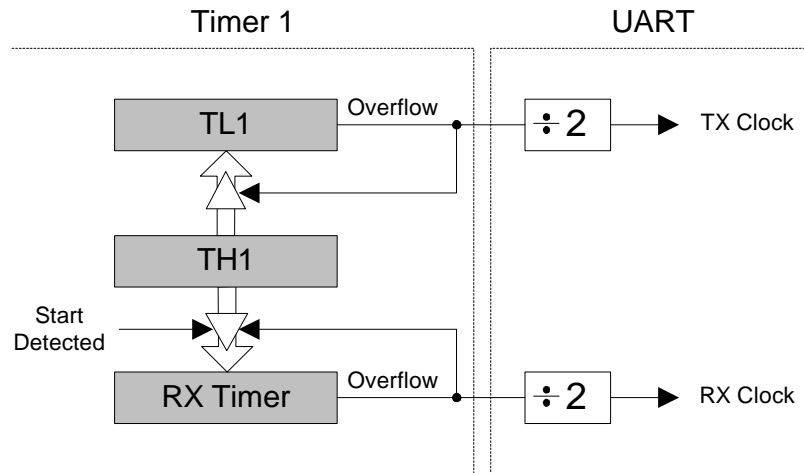 Timer 1
UART
TL1
Overflow
÷ 2
TX Clock
TH1
Start
Detected
RX Timer
Overflow
÷ 2
RX Clock